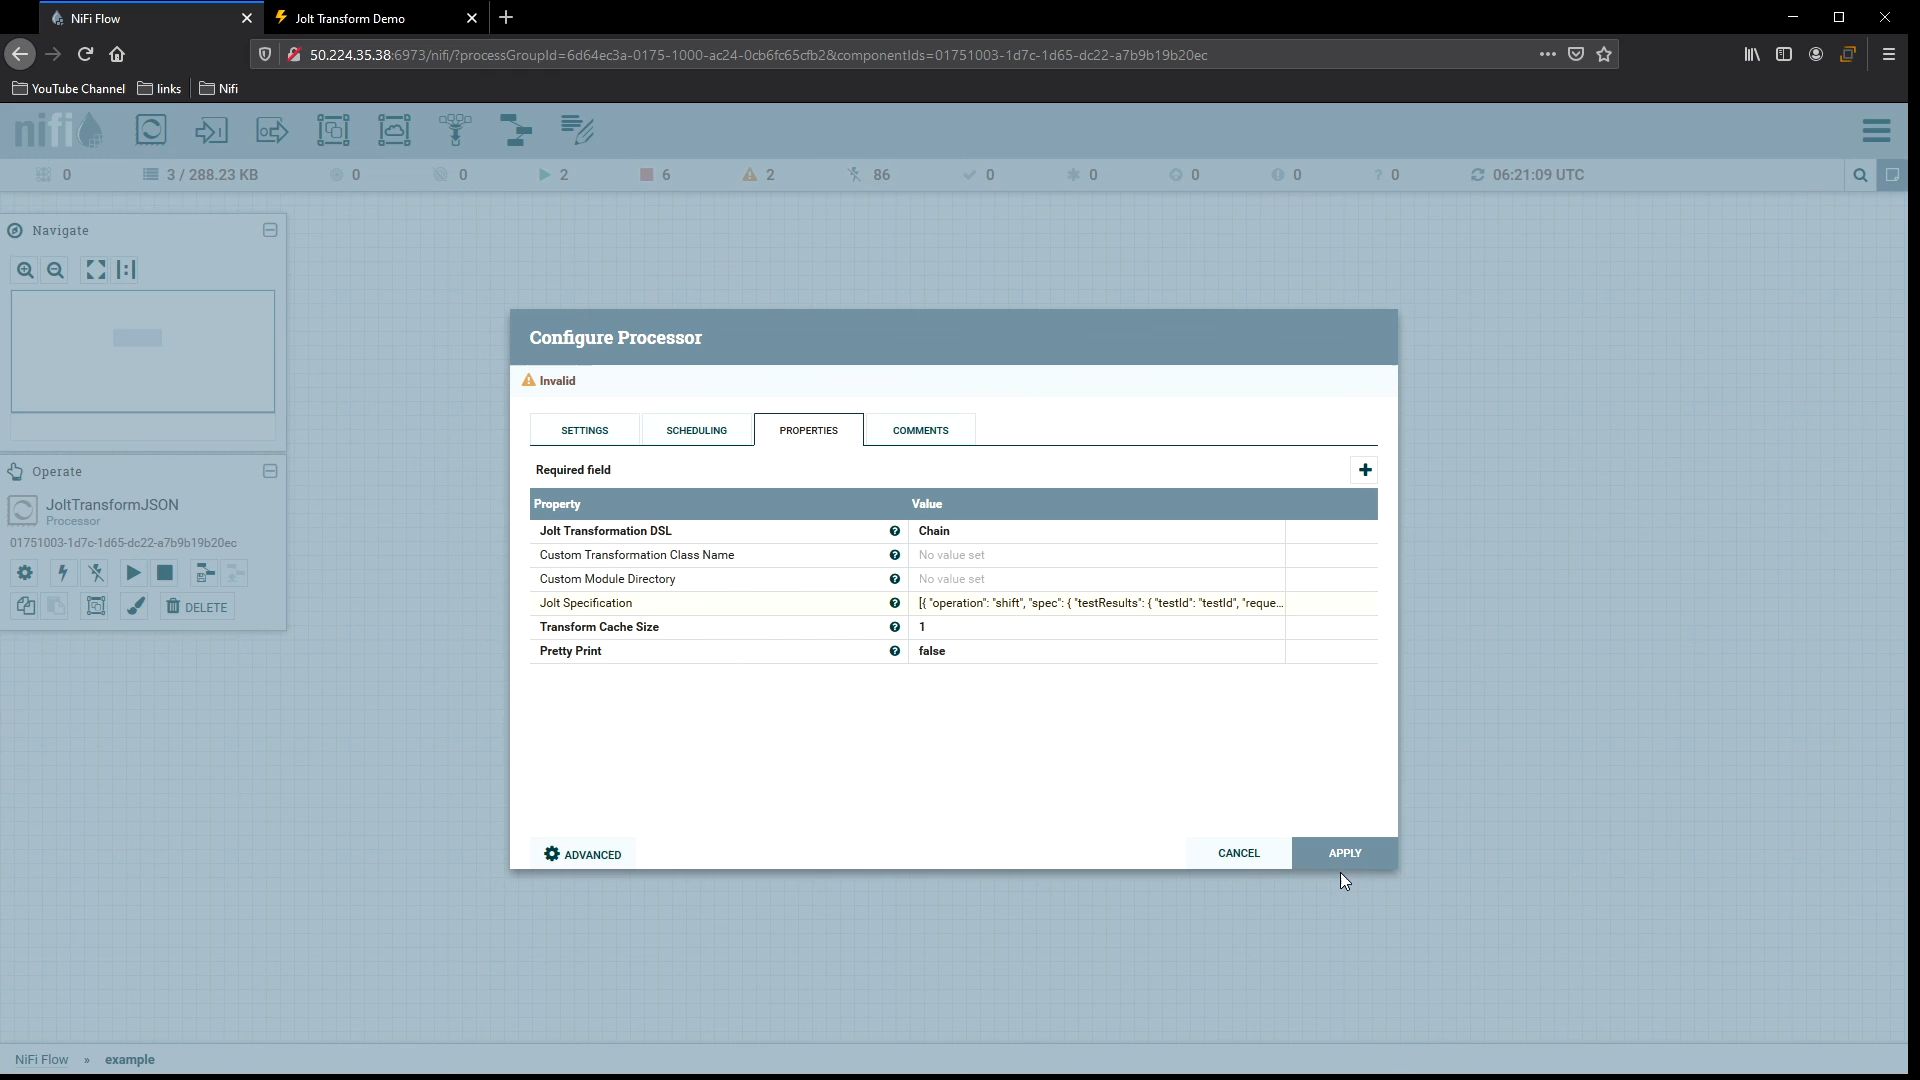 NiFi Flow
Jolt Transform Demo
50.224.35.38:6973/nifi/?processGroupId=6d64ec3a-0175-1000-ac24-0cb6fc65cfb2&componentIds=01751003-1d7c-1d65-dc22-a7b9b19b20ec
YouTube Channel links Nifi
nifi
0 3 / 288.23 KB 0 0 2 6 2 86 0 0 0 0 ? 0 06:21:09 UTC
Navigate
Operate
JoltTransformJSON
Processor
01751003-1d7c-1d65-dc22-a7b9b19b20ec
DELETE
Configure Processor
Invalid
SETTINGS SCHEDULING PROPERTIES COMMENTS
Required field
Property Value
Jolt Transformation DSL Chain
Custom Transformation Class Name No value set
Custom Module Directory No value set
Jolt Specification [{ "operation": "shift", "spec": { "testResults": { "testId": "testId", "reque...
Transform Cache Size 1
Pretty Print false
ADVANCED CANCEL APPLY
NiFi Flow » example